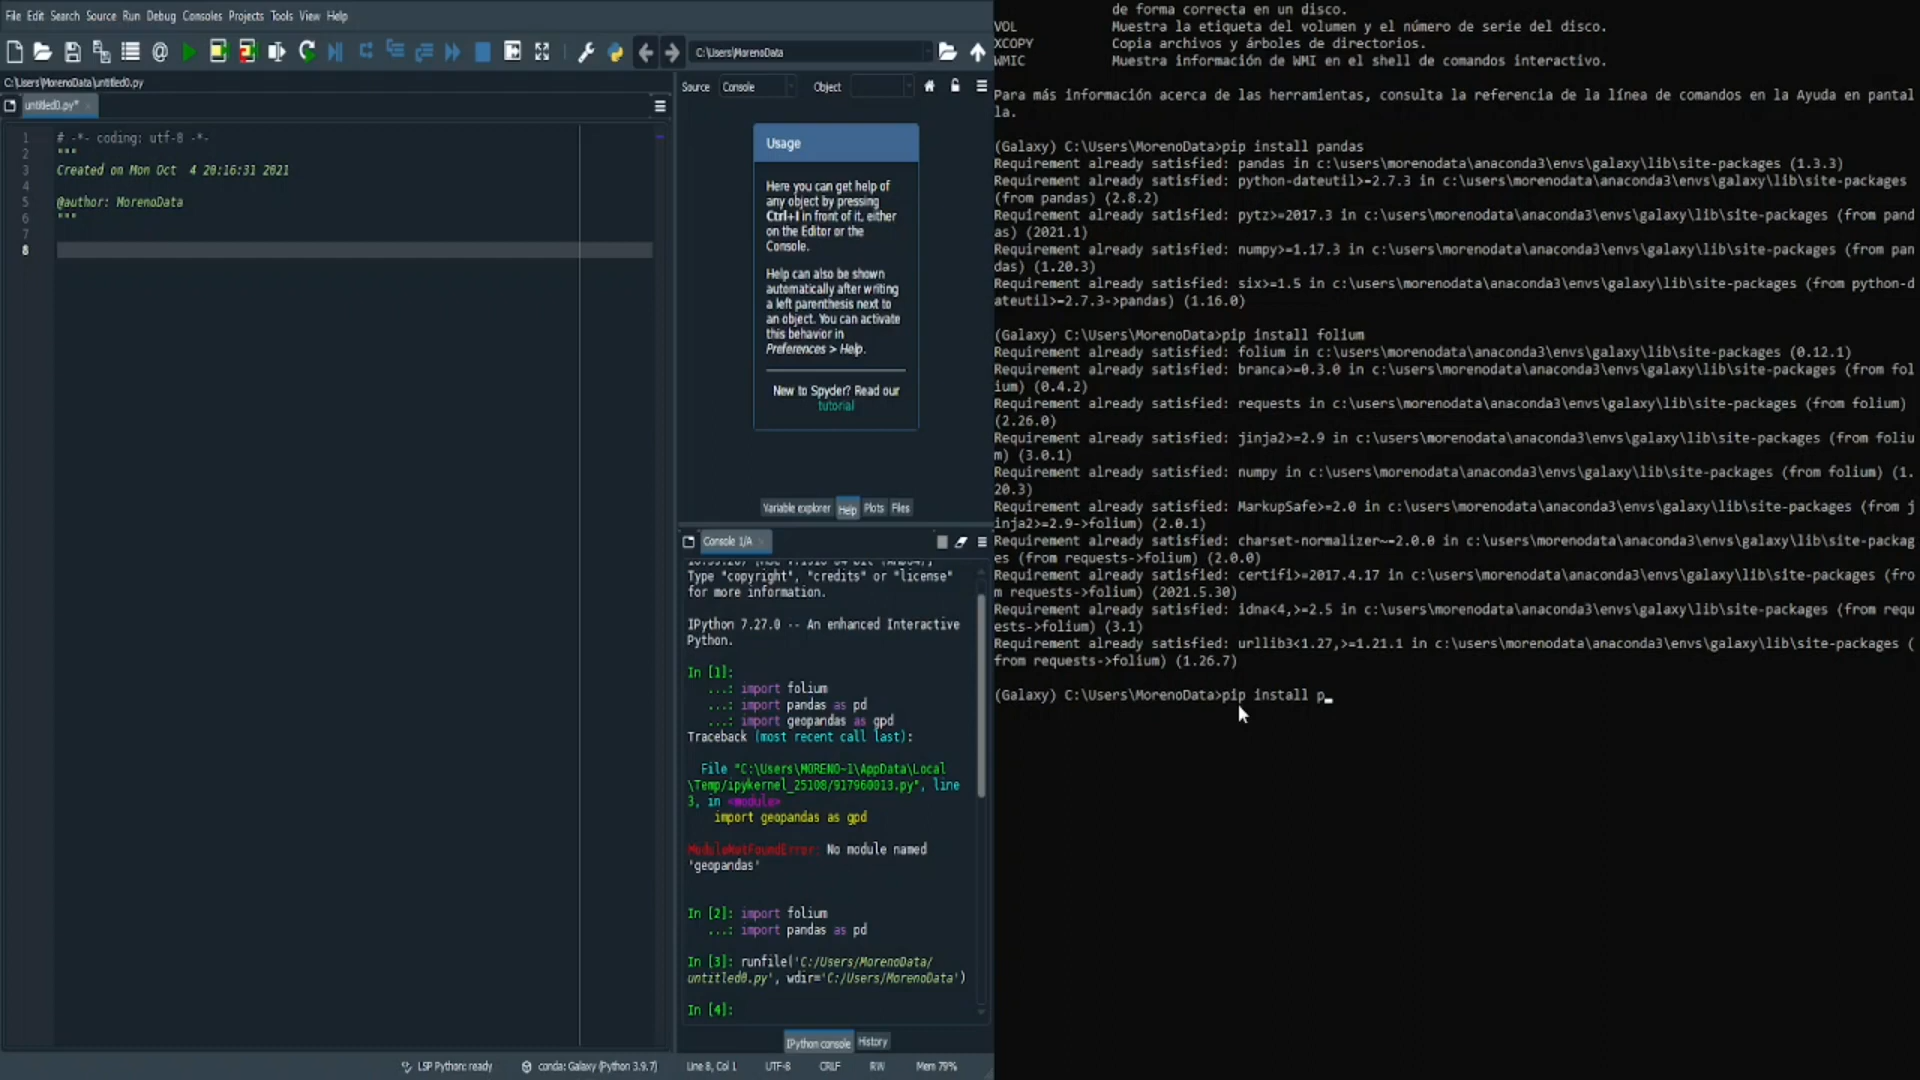 File Edit Search Source Run Debug Consoles Projects Tools View Help
C:\Users\MorenoData
C:\Users\MorenoData\untitled0.py
untitled0.py*
1 # -*- coding: utf-8 -*-
2 """
3 Created on Mon Oct  4 20:16:31 2021
4
5 @author: MorenoData
6 """
7
8
Source Console Object
Usage
Here you can get help of
any object by pressing
Ctrl+I in front of it, either
on the Editor or the
Console.
Help can also be shown
automatically after writing
a left parenthesis next to
an object. You can activate
this behavior in
Preferences > Help.
New to Spyder? Read our
tutorial
Variable explorer Help Plots Files
Console 1/A
Type "copyright", "credits" or "license"
for more information.
IPython 7.27.0 -- An enhanced Interactive
Python.
In [1]:
...: import folium
...: import pandas as pd
...: import geopandas as gpd
Traceback (most recent call last):
File "C:\Users\MORENO~1\AppData\Local
\Temp/ipykernel_25108/917960013.py", line
3, in <module>
import geopandas as gpd
ModuleNotFoundError: No module named
'geopandas'
In [2]: import folium
...: import pandas as pd
In [3]: runfile('C:/Users/MorenoData/
untitled0.py', wdir='C:/Users/MorenoData')
In [4]:
IPython console History
LSP Python: ready conda: Galaxy (Python 3.9.7) Line 8, Col 1 UTF-8 CRLF RW Mem 79%
de forma correcta en un disco.
VOL Muestra la etiqueta del volumen y el número de serie del disco.
XCOPY Copia archivos y árboles de directorios.
WMIC Muestra información de WMI en el shell de comandos interactivo.
Para más información acerca de las herramientas, consulta la referencia de la línea de comandos en la Ayuda en pantal
la.
(Galaxy) C:\Users\MorenoData>pip install pandas
Requirement already satisfied: pandas in c:\users\morenodata\anaconda3\envs\galaxy\lib\site-packages (1.3.3)
Requirement already satisfied: python-dateutil>=2.7.3 in c:\users\morenodata\anaconda3\envs\galaxy\lib\site-packages
(from pandas) (2.8.2)
Requirement already satisfied: pytz>=2017.3 in c:\users\morenodata\anaconda3\envs\galaxy\lib\site-packages (from pand
as) (2021.1)
Requirement already satisfied: numpy>=1.17.3 in c:\users\morenodata\anaconda3\envs\galaxy\lib\site-packages (from pan
das) (1.20.3)
Requirement already satisfied: six>=1.5 in c:\users\morenodata\anaconda3\envs\galaxy\lib\site-packages (from python-d
ateutil>=2.7.3->pandas) (1.16.0)
(Galaxy) C:\Users\MorenoData>pip install folium
Requirement already satisfied: folium in c:\users\morenodata\anaconda3\envs\galaxy\lib\site-packages (0.12.1)
Requirement already satisfied: branca>=0.3.0 in c:\users\morenodata\anaconda3\envs\galaxy\lib\site-packages (from fol
ium) (0.4.2)
Requirement already satisfied: requests in c:\users\morenodata\anaconda3\envs\galaxy\lib\site-packages (from folium)
(2.26.0)
Requirement already satisfied: jinja2>=2.9 in c:\users\morenodata\anaconda3\envs\galaxy\lib\site-packages (from foliu
m) (3.0.1)
Requirement already satisfied: numpy in c:\users\morenodata\anaconda3\envs\galaxy\lib\site-packages (from folium) (1.
20.3)
Requirement already satisfied: MarkupSafe>=2.0 in c:\users\morenodata\anaconda3\envs\galaxy\lib\site-packages (from j
inja2>=2.9->folium) (2.0.1)
Requirement already satisfied: charset-normalizer~=2.0.0 in c:\users\morenodata\anaconda3\envs\galaxy\lib\site-packag
es (from requests->folium) (2.0.0)
Requirement already satisfied: certifi>=2017.4.17 in c:\users\morenodata\anaconda3\envs\galaxy\lib\site-packages (fro
m requests->folium) (2021.5.30)
Requirement already satisfied: idna<4,>=2.5 in c:\users\morenodata\anaconda3\envs\galaxy\lib\site-packages (from requ
ests->folium) (3.1)
Requirement already satisfied: urllib3<1.27,>=1.21.1 in c:\users\morenodata\anaconda3\envs\galaxy\lib\site-packages (
from requests->folium) (1.26.7)
(Galaxy) C:\Users\MorenoData>pip install p_